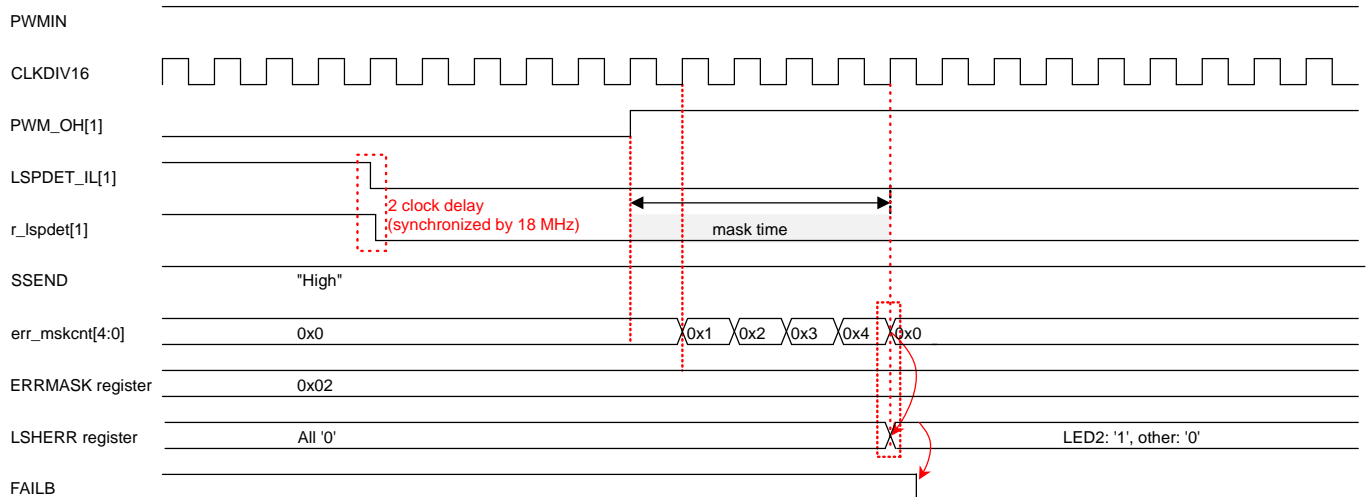 PWMIN
CLKDIV16
PWM_OH[1]
LSPDET_IL[1]
2 clock delay
(synchronized by 18 MHz)
r_lspdet[1]
mask time
SSEND
"High"
err_mskcnt[4:0]
0x0
0x1
0x2
0x3
0x4
0x0
ERRMASK register
0x02
LSHERR register
All '0'
LED2: '1', other: '0'
FAILB